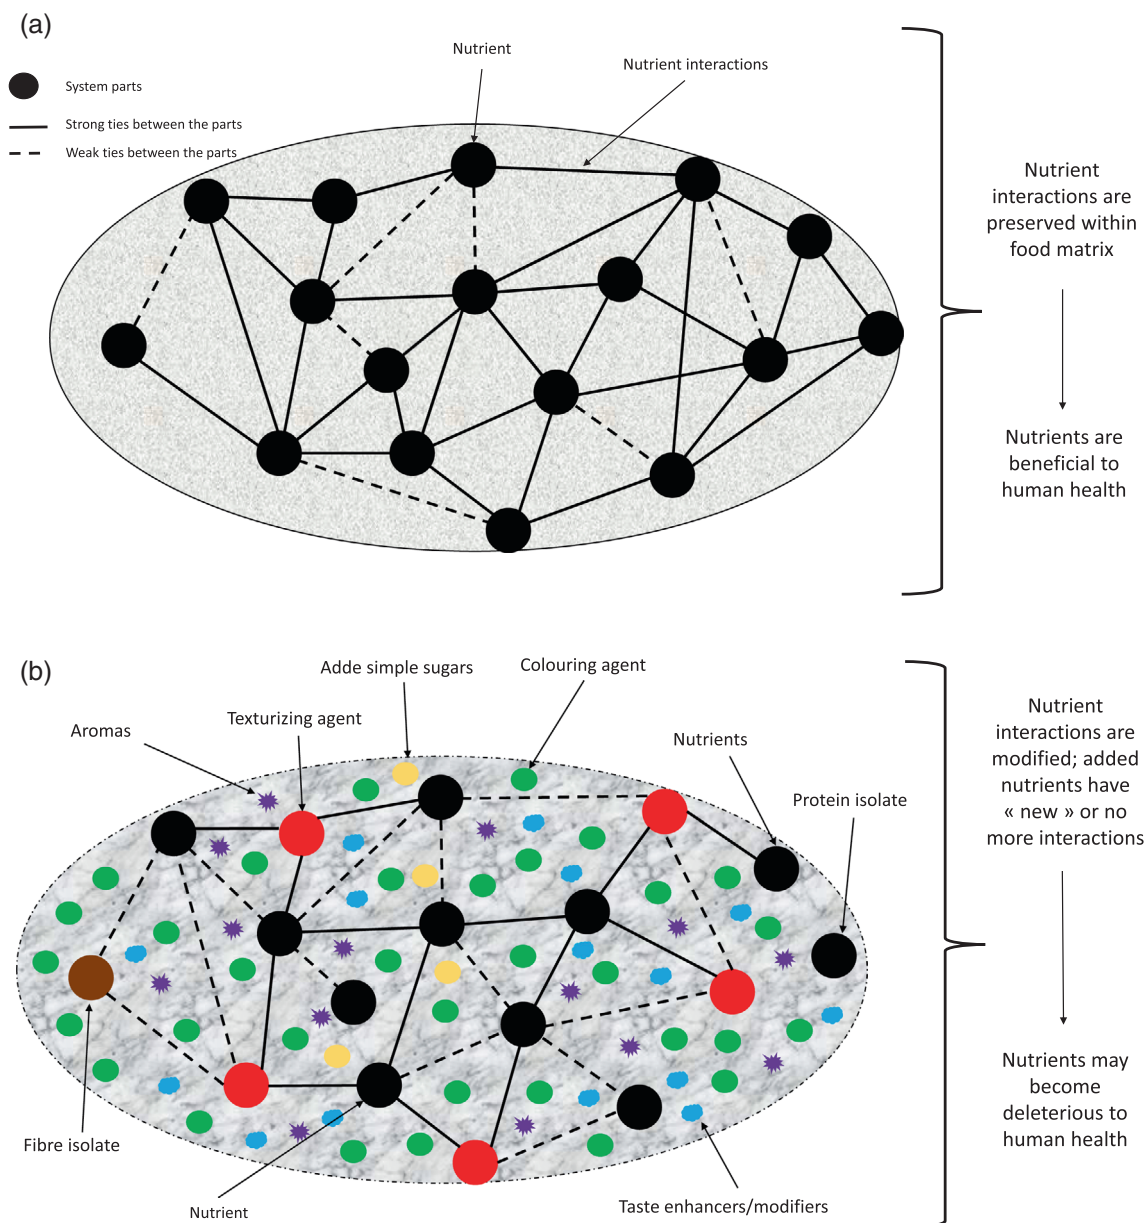 (a)
Nutrient
Nutrient interactions
System parts
Strong ties between the parts
Weak ties between the parts
Nutrient
interactions are
preserved within
food matrix
Nutrients are
beneficial to
human health
(b)
Adde simple sugars
Colouring agent
Texturizing agent
Aromas
Nutrients
Protein isolate
Nutrient
interactions are
modified; added
nutrients have
« new » or no
more interactions
Nutrients may
become
deleterious to
human health
Fibre isolate
Nutrient
Taste enhancers/modifiers